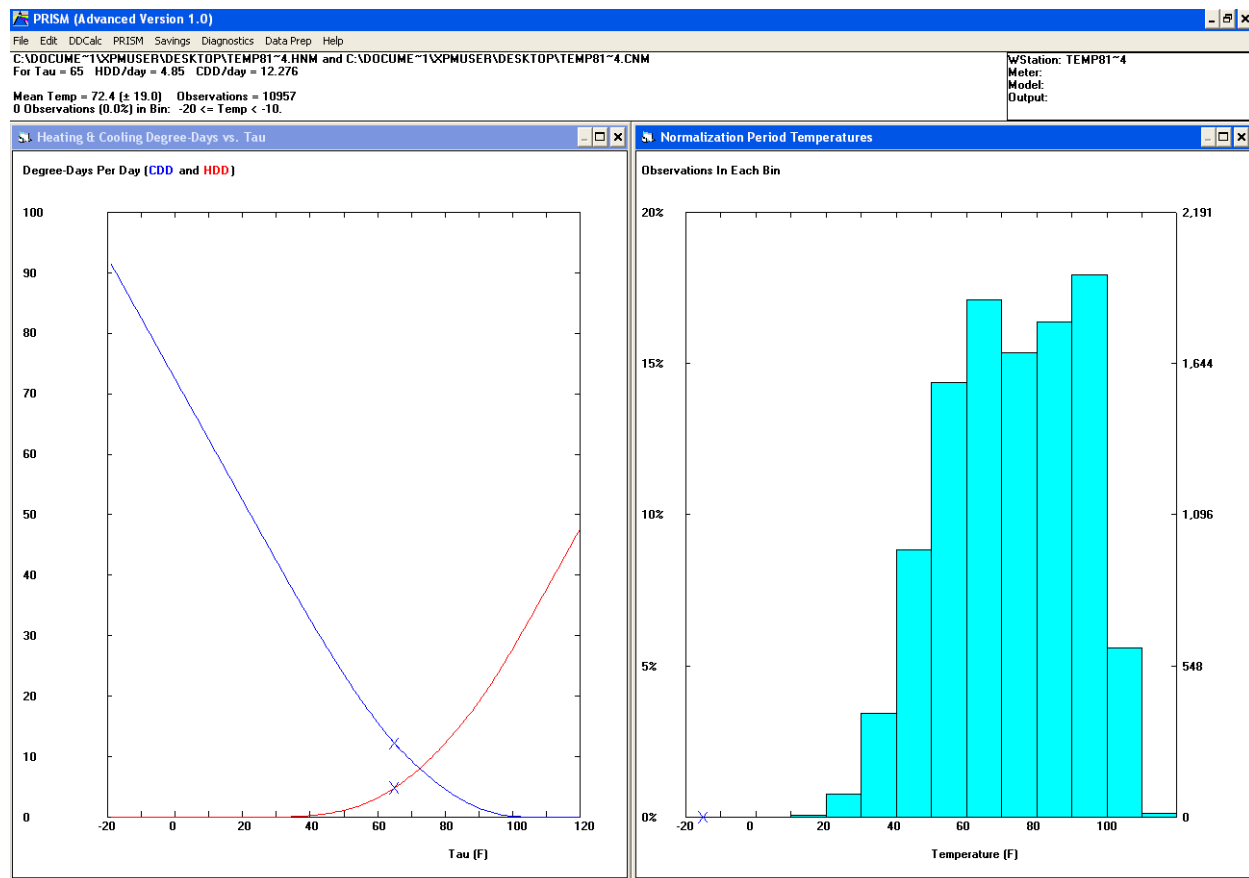 PRISM (Advanced Version 1.0)
File Edit DDCalc PRISM Savings Diagnostics Data Prep Help
C:\DOCUME~1\XPMUSER\DESKTOP\TEMP81~4.HNM and C:\DOCUME~1\XPMUSER\DESKTOP\TEMP81~4.CNM
For Tau = 65 HDD/day = 4.85 CDD/day = 12.276
Mean Temp = 72.4 (± 19.0) Observations = 10957
0 Observations (0.0%) in Bin: -20 <= Temp < -10.
WStation: TEMP81~4
Meter:
Model:
Output:
Heating & Cooling Degree-Days vs. Tau
Degree-Days Per Day (CDD and HDD)
100
90
80
70
60
50
40
30
20
10
0
-20 0 20 40 60 80 100 120
Tau (F)
Normalization Period Temperatures
Observations In Each Bin
20% 2,191
15% 1,644
10% 1,096
5% 548
0% 0
-20 0 20 40 60 80 100
Temperature (F)